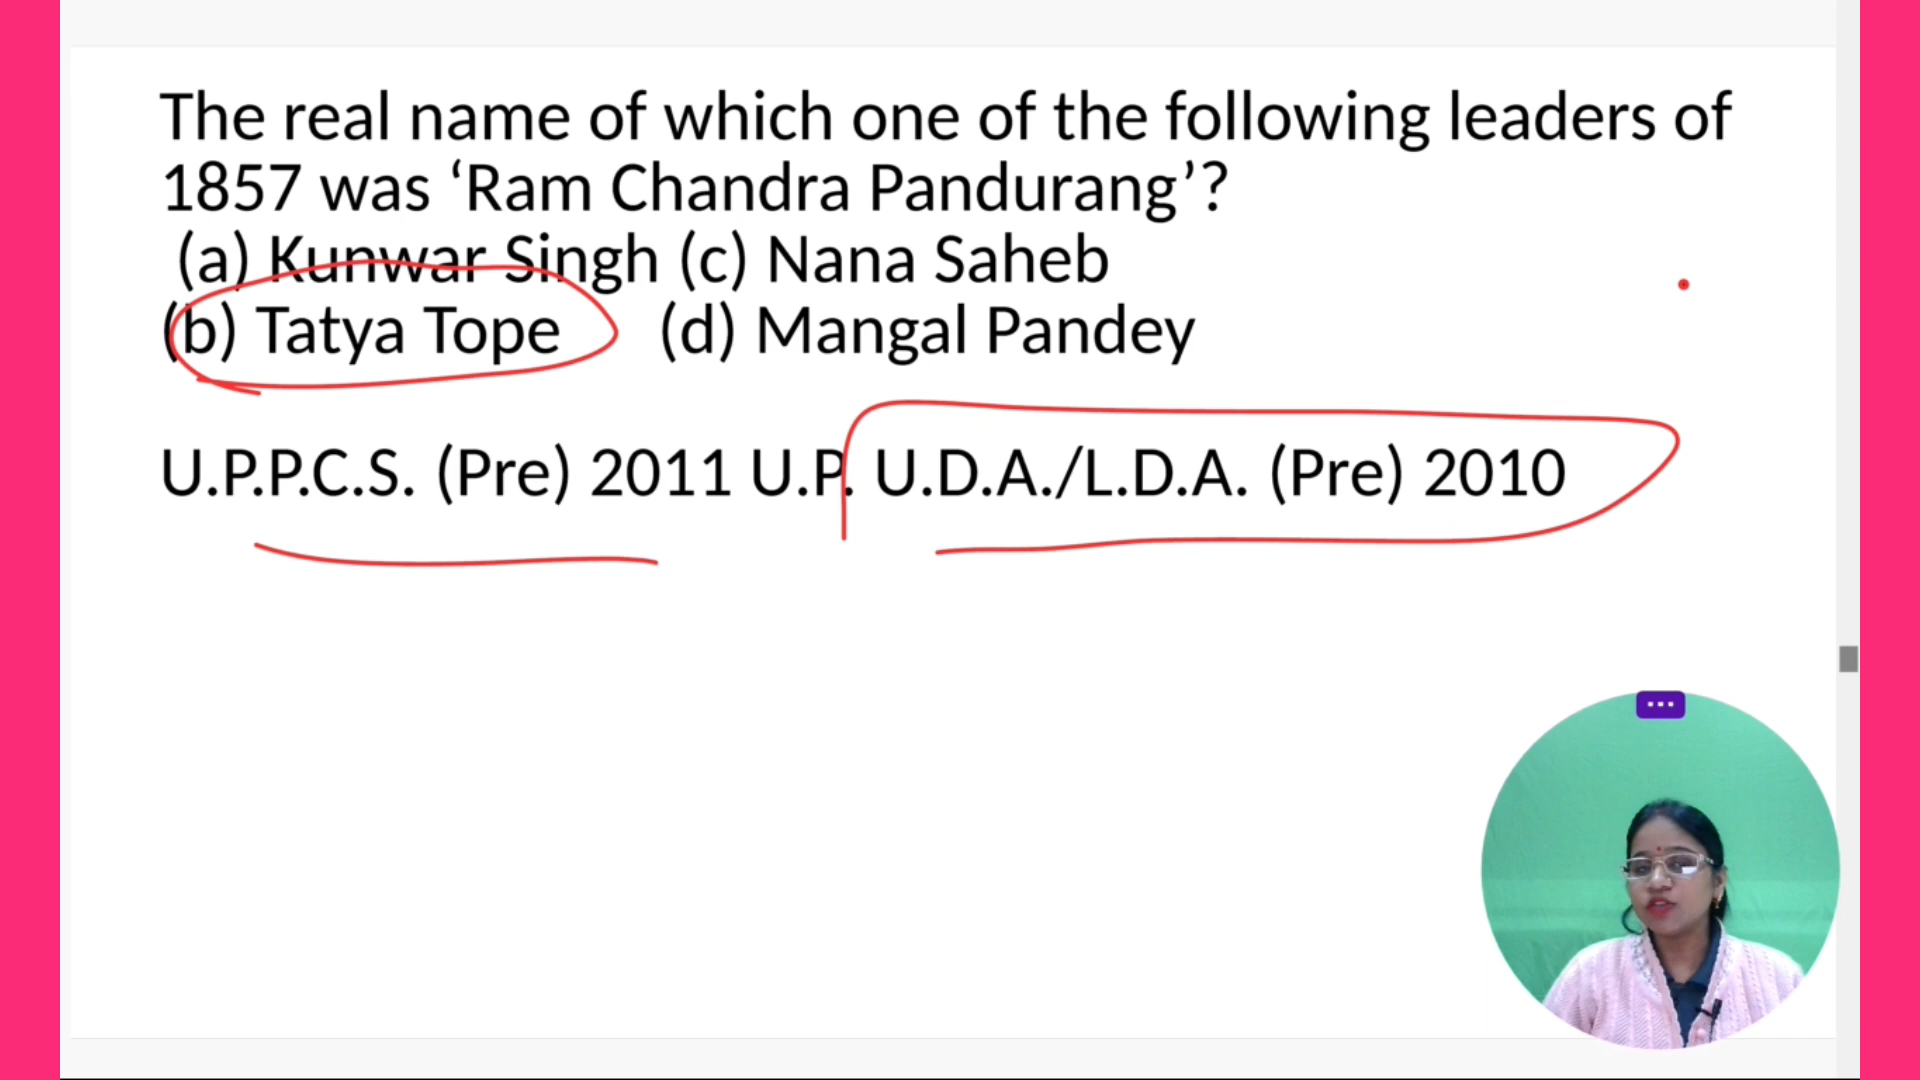 The real name of which one of the following leaders of
1857 was ‘Ram Chandra Pandurang’?
(a) Kunwar Singh (c) Nana Saheb
(b) Tatya Tope (d) Mangal Pandey
U.P.P.C.S. (Pre) 2011 U.P. U.D.A./L.D.A. (Pre) 2010